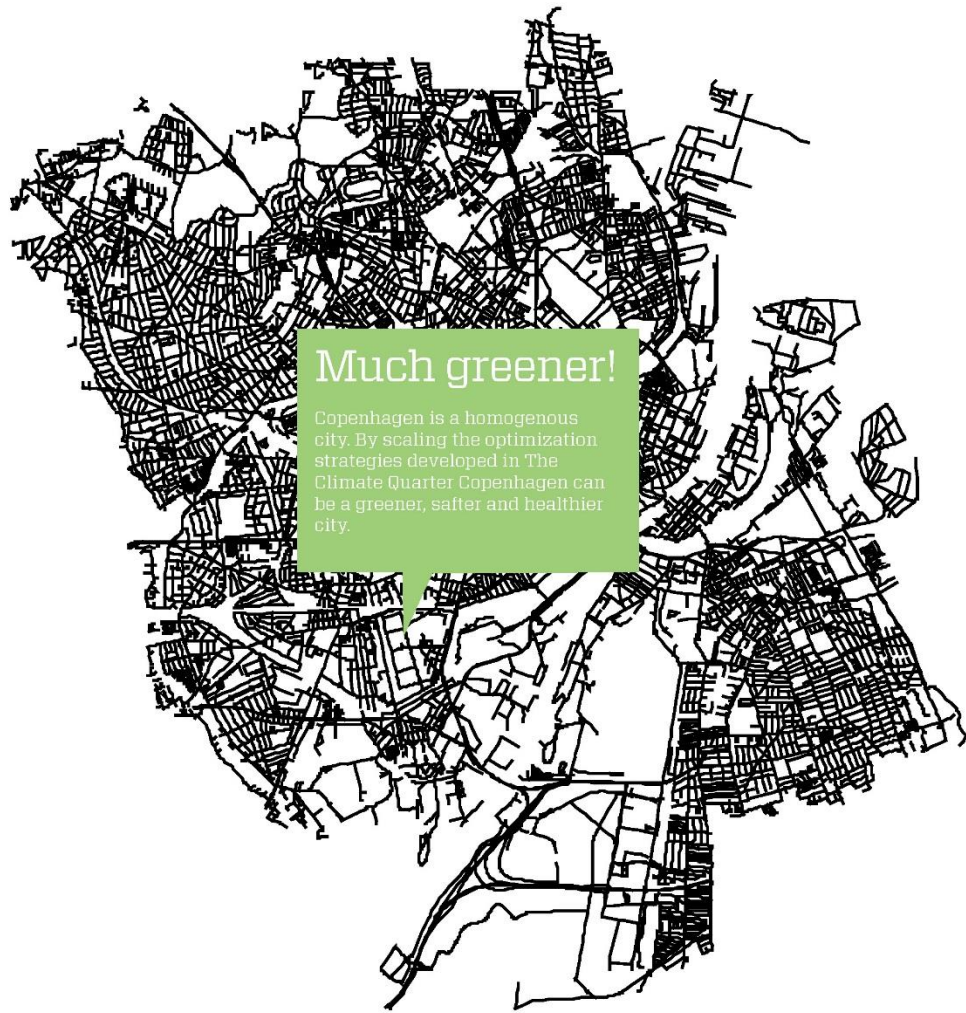 Much greener!
Copenhagen is a homogenous
city. By scaling the optimization
strategies developed in The
Climate Quarter Copenhagen can
be a greener, safter and healthier
city.